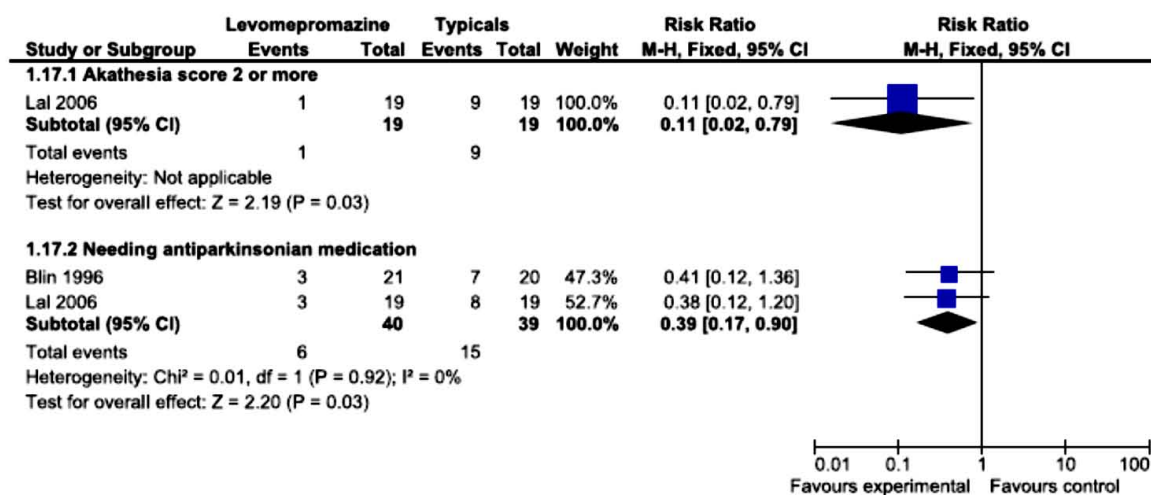 Levomepromazine Typicals Risk Ratio Risk Ratio
Study or Subgroup Events Total Events Total Weight M-H, Fixed, 95% CI M-H, Fixed, 95% CI
1.17.1 Akathesia score 2 or more
Lal 2006 1 19 9 19 100.0% 0.11 [0.02, 0.79]
Subtotal (95% CI) 19 19 100.0% 0.11 [0.02, 0.79]
Total events 1 9
Heterogeneity: Not applicable
Test for overall effect: Z = 2.19 (P = 0.03)
1.17.2 Needing antiparkinsonian medication
Blin 1996 3 21 7 20 47.3% 0.41 [0.12, 1.36]
Lal 2006 3 19 8 19 52.7% 0.38 [0.12, 1.20]
Subtotal (95% CI) 40 39 100.0% 0.39 [0.17, 0.90]
Total events 6 15
Heterogeneity: Chi² = 0.01, df = 1 (P = 0.92); I² = 0%
Test for overall effect: Z = 2.20 (P = 0.03)
0.01 0.1 1 10 100
Favours experimental Favours control